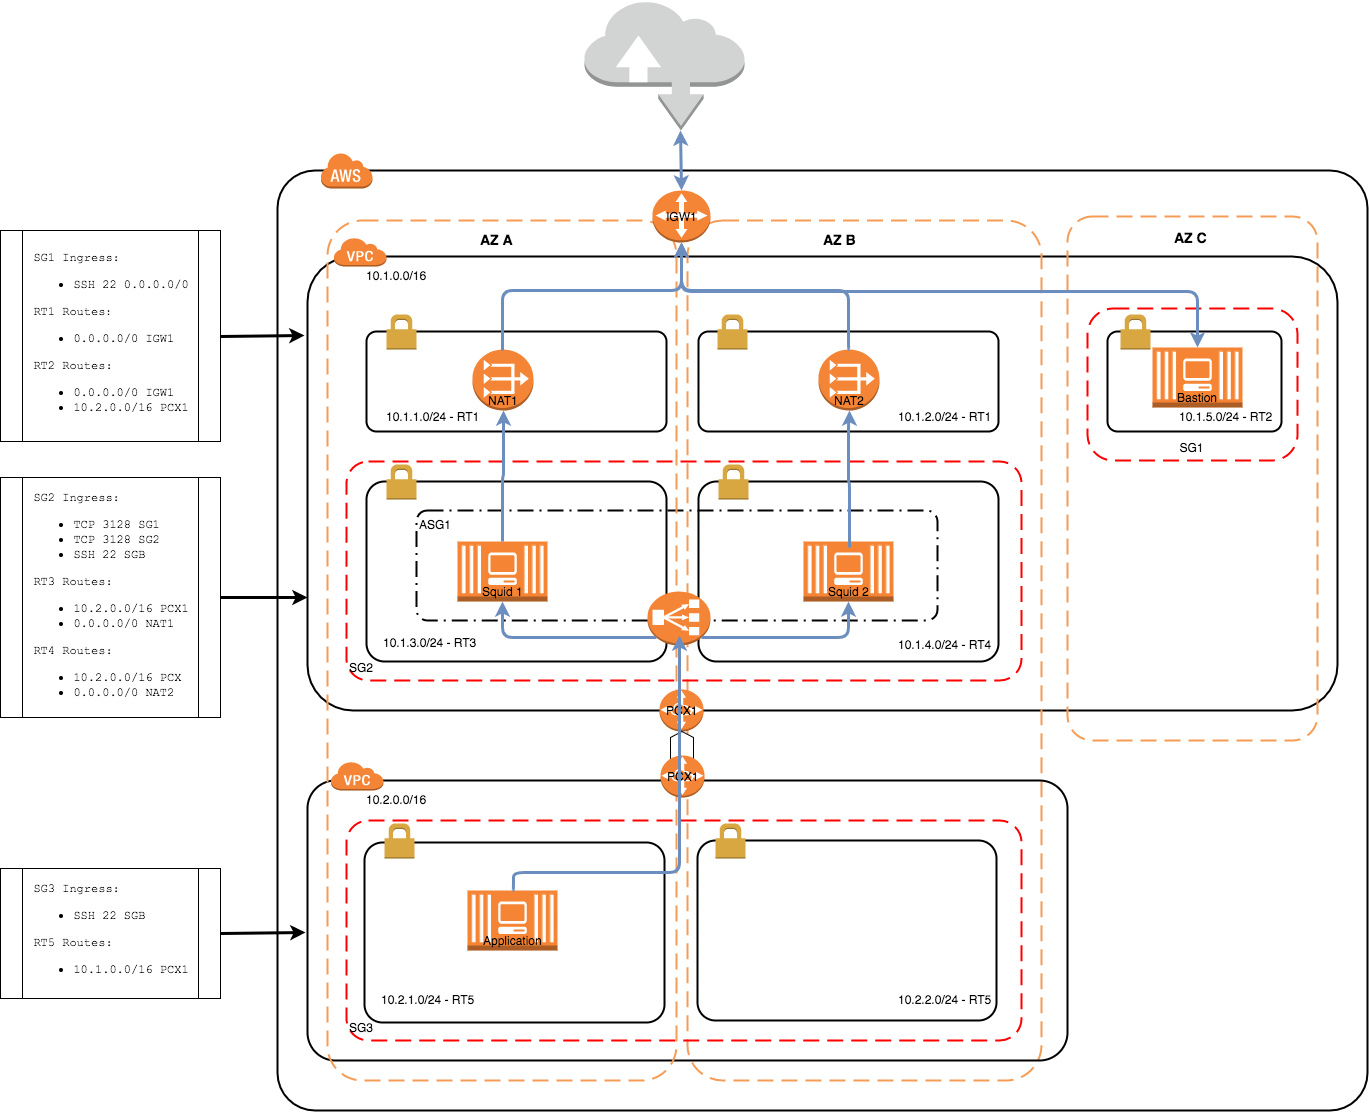 AWS
IGW1
AZ A
AZ B
AZ C
VPC
10.1.0.0/16
SG1 Ingress:
• SSH 22 0.0.0.0/0
RT1 Routes:
• 0.0.0.0/0 IGW1
RT2 Routes:
• 0.0.0.0/0 IGW1
• 10.2.0.0/16 PCX1
NAT1
10.1.1.0/24 - RT1
NAT2
10.1.2.0/24 - RT1
Bastion
10.1.5.0/24 - RT2
SG1
SG2 Ingress:
• TCP 3128 SG1
• TCP 3128 SG2
• SSH 22 SGB
RT3 Routes:
• 10.2.0.0/16 PCX1
• 0.0.0.0/0 NAT1
RT4 Routes:
• 10.2.0.0/16 PCX
• 0.0.0.0/0 NAT2
ASG1
Squid 1
Squid 2
10.1.3.0/24 - RT3
10.1.4.0/24 - RT4
SG2
PCX1
PCX1
VPC
10.2.0.0/16
SG3 Ingress:
• SSH 22 SGB
RT5 Routes:
• 10.1.0.0/16 PCX1
Application
10.2.1.0/24 - RT5
10.2.2.0/24 - RT5
SG3